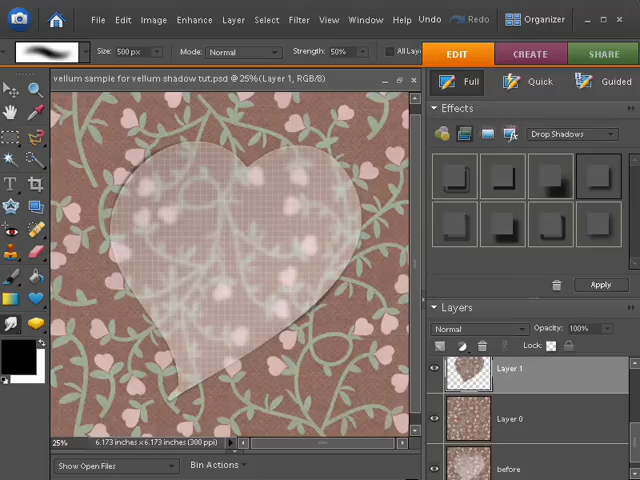 File Edit Image Enhance Layer Select Filter View Window Help Undo Redo Organizer
Size: 500 px Mode: Normal Strength: 50% All Lay
EDIT CREATE SHARE
vellum sample for vellum shadow tut.psd @ 25%(Layer 1, RGB/8)
Full Quick Guided
Effects
Drop Shadows
Apply
Layers
Normal Opacity: 100%
Lock:
Layer 1
Layer 0
before
25% 6.173 inches x 6.173 inches (300 ppi)
Show Open Files Bin Actions